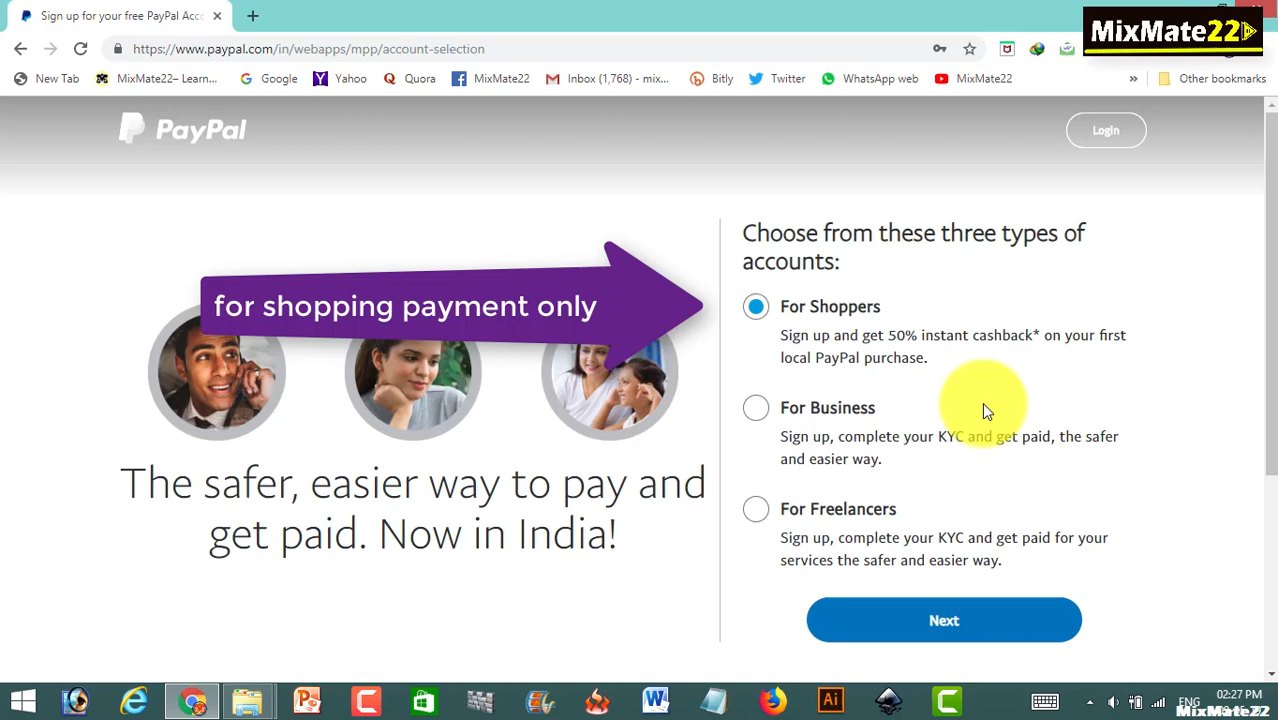 Sign up for your free PayPal Acco
MixMate22
https://www.paypal.com/in/webapps/mpp/account-selection
New Tab
MixMate22– Learn...
Google
Yahoo
Quora
MixMate22
Inbox (1,768) - mix...
Bitly
Twitter
WhatsApp web
MixMate22
»
Other bookmarks
PayPal
Login
Choose from these three types of
accounts:
for shopping payment only
For Shoppers
Sign up and get 50% instant cashback* on your first
local PayPal purchase.
For Business
Sign up, complete your KYC and get paid, the safer
and easier way.
The safer, easier way to pay and
get paid. Now in India!
For Freelancers
Sign up, complete your KYC and get paid for your
services the safer and easier way.
Next
ENG
02:27 PM
MixMate22